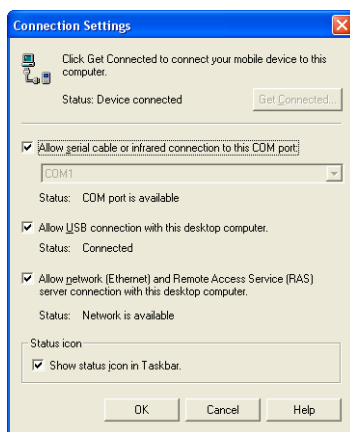 Connection Settings
Click Get Connected to connect your mobile device to this
computer.
Status: Device connected
Get Connected...
Allow serial cable or infrared connection to this COM port:
COM1
Status: COM port is available
Allow USB connection with this desktop computer.
Status: Connected
Allow network (Ethernet) and Remote Access Service (RAS)
server connection with this desktop computer.
Status: Network is available
Status icon
Show status icon in Taskbar.
OK Cancel Help